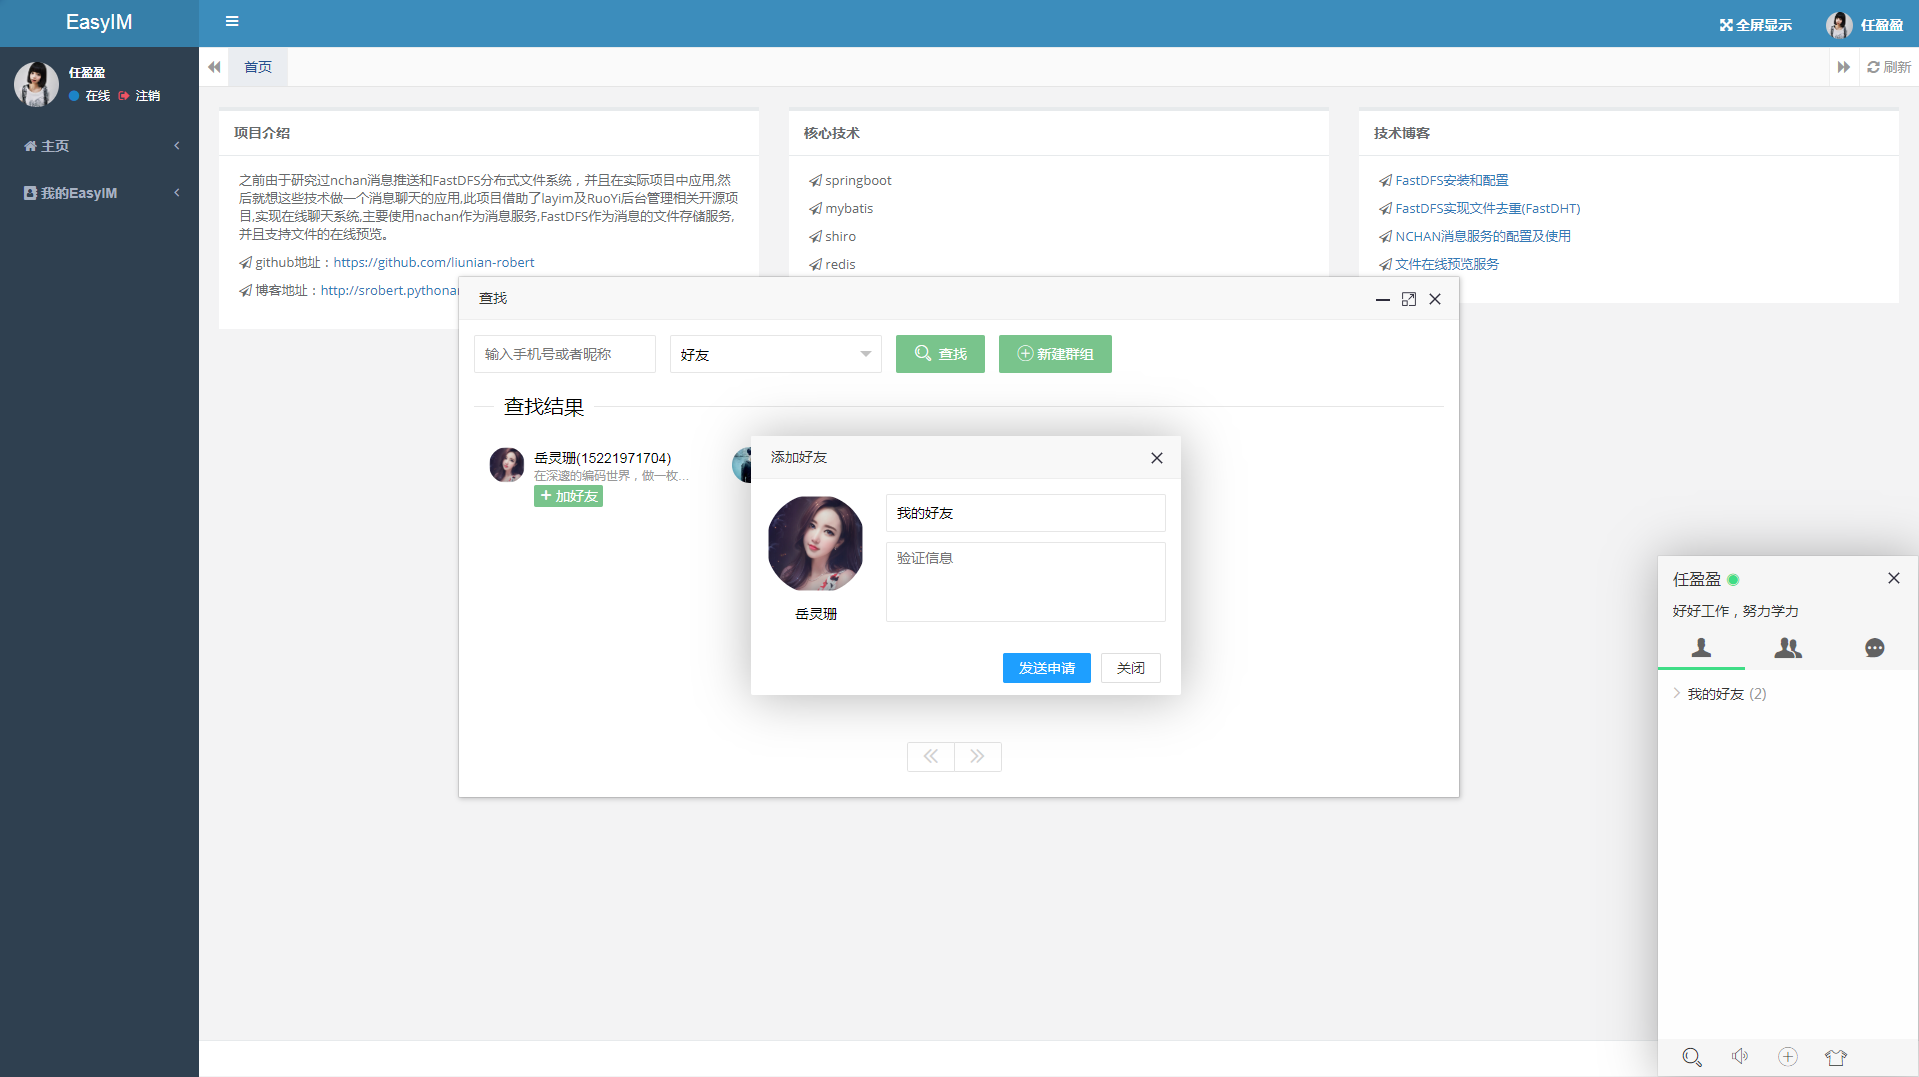 EasyIM
全屏显示
任盈盈
任盈盈
在线 注销
主页
我的EasyIM
首页
刷新
项目介绍
之前由于研究过nchan消息推送和FastDFS分布式文件系统，并且在实际项目中应用,然
后就想这些技术做一个消息聊天的应用,此项目借助了layim及RuoYi后台管理相关开源项
目,实现在线聊天系统,主要使用nachan作为消息服务,FastDFS作为消息的文件存储服务,
并且支持文件的在线预览。
github地址：https://github.com/liunian-robert
博客地址：http://srobert.pythona
核心技术
springboot
mybatis
shiro
redis
技术博客
FastDFS安装和配置
FastDFS实现文件去重(FastDHT)
NCHAN消息服务的配置及使用
文件在线预览服务
查找
输入手机号或者昵称
好友
查找
新建群组
查找结果
岳灵珊(15221971704)
在深邃的编码世界，做一枚...
加好友
添加好友
我的好友
验证信息
岳灵珊
发送申请
关闭
任盈盈
好好工作，努力学力
我的好友 (2)